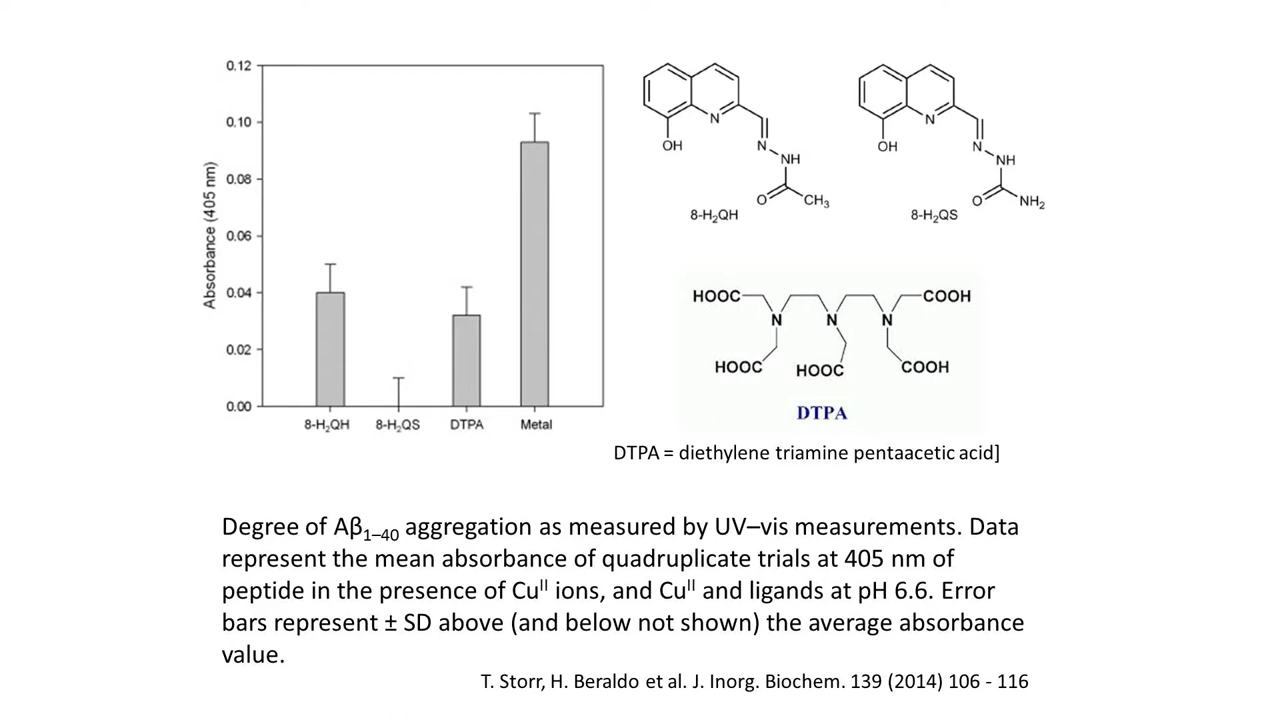 0.12
0.10
0.08
0.06
0.04
0.02
0.00
Absorbance (405 nm)
8-H₂QH 8-H₂QS DTPA Metal
N
OH
N
NH
O
CH₃
8-H₂QH
N
OH
N
NH
O
NH₂
8-H₂QS
HOOC COOH
N N N
HOOC HOOC COOH
DTPA
DTPA = diethylene triamine pentaacetic acid]
Degree of Aβ₁₋₄₀ aggregation as measured by UV–vis measurements. Data
represent the mean absorbance of quadruplicate trials at 405 nm of
peptide in the presence of Cuᴵᴵ ions, and Cuᴵᴵ and ligands at pH 6.6. Error
bars represent ± SD above (and below not shown) the average absorbance
value.
T. Storr, H. Beraldo et al. J. Inorg. Biochem. 139 (2014) 106 - 116